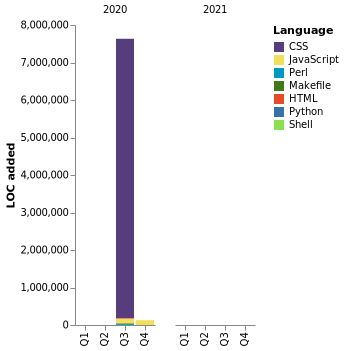 2020 2021
Language
CSS
JavaScript
Perl
Makefile
HTML
Python
Shell
LOC added
8,000,000
7,000,000
6,000,000
5,000,000
4,000,000
3,000,000
2,000,000
1,000,000
0
Q1 Q2 Q3 Q4 Q1 Q2 Q3 Q4